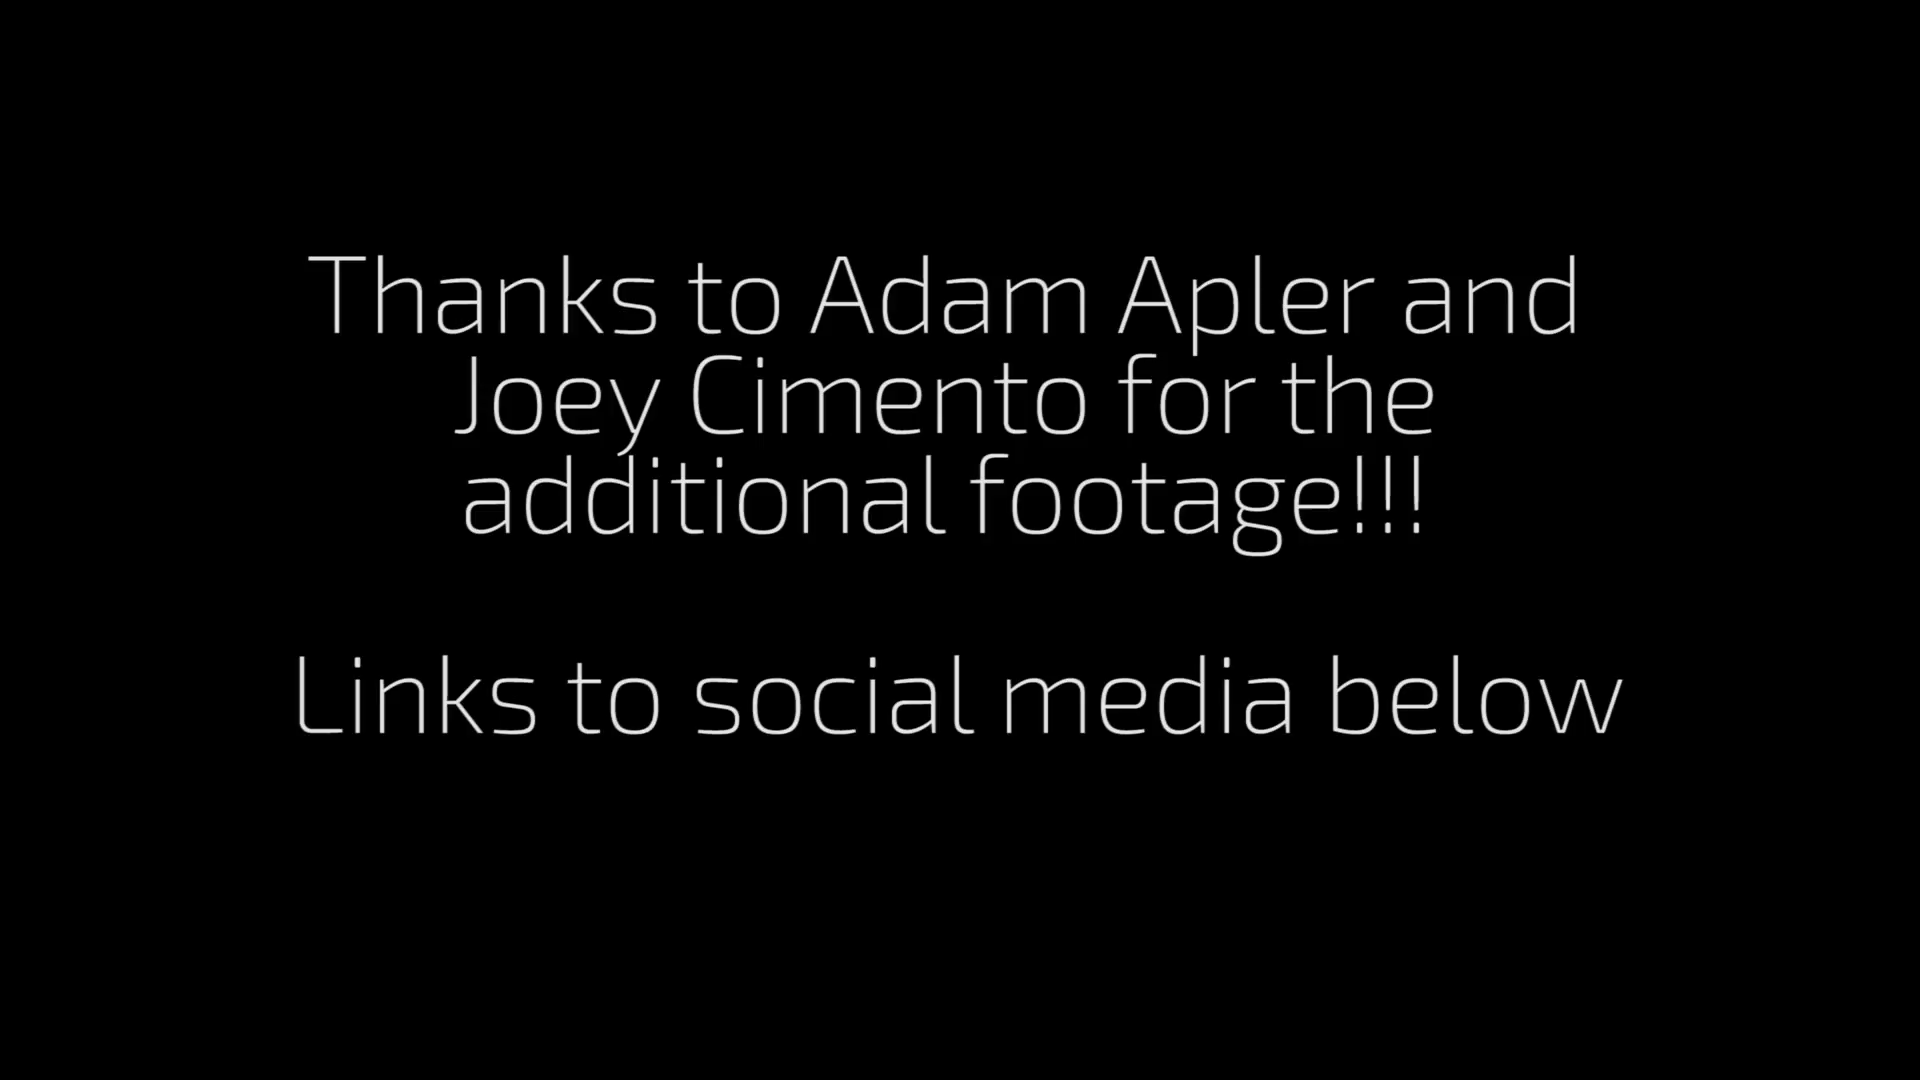 Thanks to Adam Apler and
Joey Cimento for the
additional footage!!!
Links to social media below